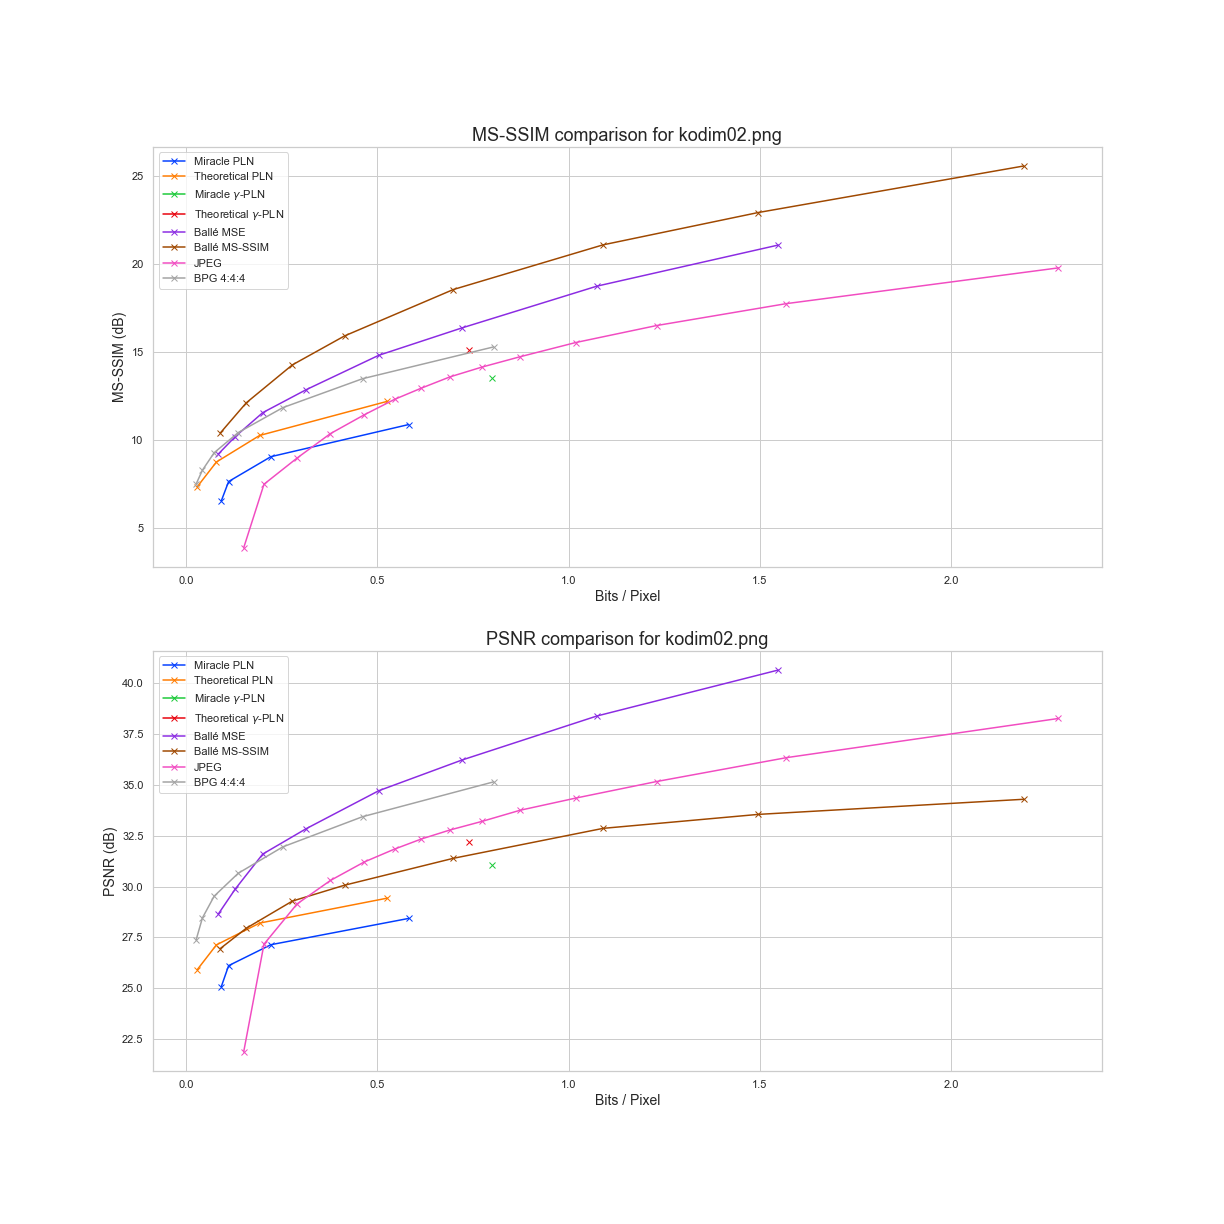 MS-SSIM comparison for kodim02.png
Miracle PLN
Theoretical PLN
Miracle γ-PLN
Theoretical γ-PLN
Ballé MSE
Ballé MS-SSIM
JPEG
BPG 4:4:4
25
20
15
10
5
MS-SSIM (dB)
0.0 0.5 1.0 1.5 2.0
Bits / Pixel
PSNR comparison for kodim02.png
Miracle PLN
Theoretical PLN
Miracle γ-PLN
Theoretical γ-PLN
Ballé MSE
Ballé MS-SSIM
JPEG
BPG 4:4:4
40.0
37.5
35.0
32.5
30.0
27.5
25.0
22.5
PSNR (dB)
0.0 0.5 1.0 1.5 2.0
Bits / Pixel